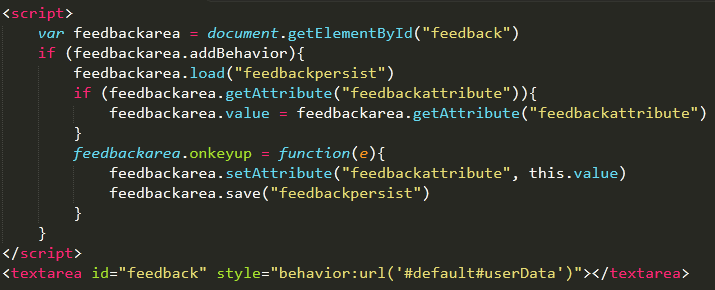 <script>
    var feedbackarea = document.getElementById("feedback")
    if (feedbackarea.addBehavior){
        feedbackarea.load("feedbackpersist")
        if (feedbackarea.getAttribute("feedbackattribute")){
            feedbackarea.value = feedbackarea.getAttribute("feedbackattribute")
        }
        feedbackarea.onkeyup = function(e){
            feedbackarea.setAttribute("feedbackattribute", this.value)
            feedbackarea.save("feedbackpersist")
        }
    }
</script>
<textarea id="feedback" style="behavior:url('#default#userData')"></textarea>